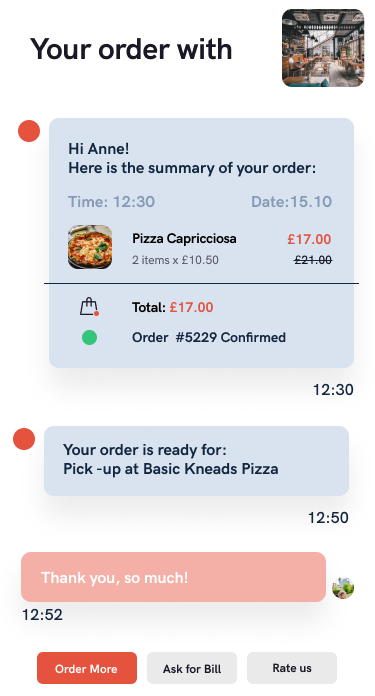 Your order with
Hi Anne!
Here is the summary of your order:
Time: 12:30 Date:15.10
Pizza Capricciosa £17.00
2 items x £10.50 £21.00
Total: £17.00
Order #5229 Confirmed
12:30
Your order is ready for:
Pick -up at Basic Kneads Pizza
12:50
Thank you, so much!
12:52
Order More Ask for Bill Rate us